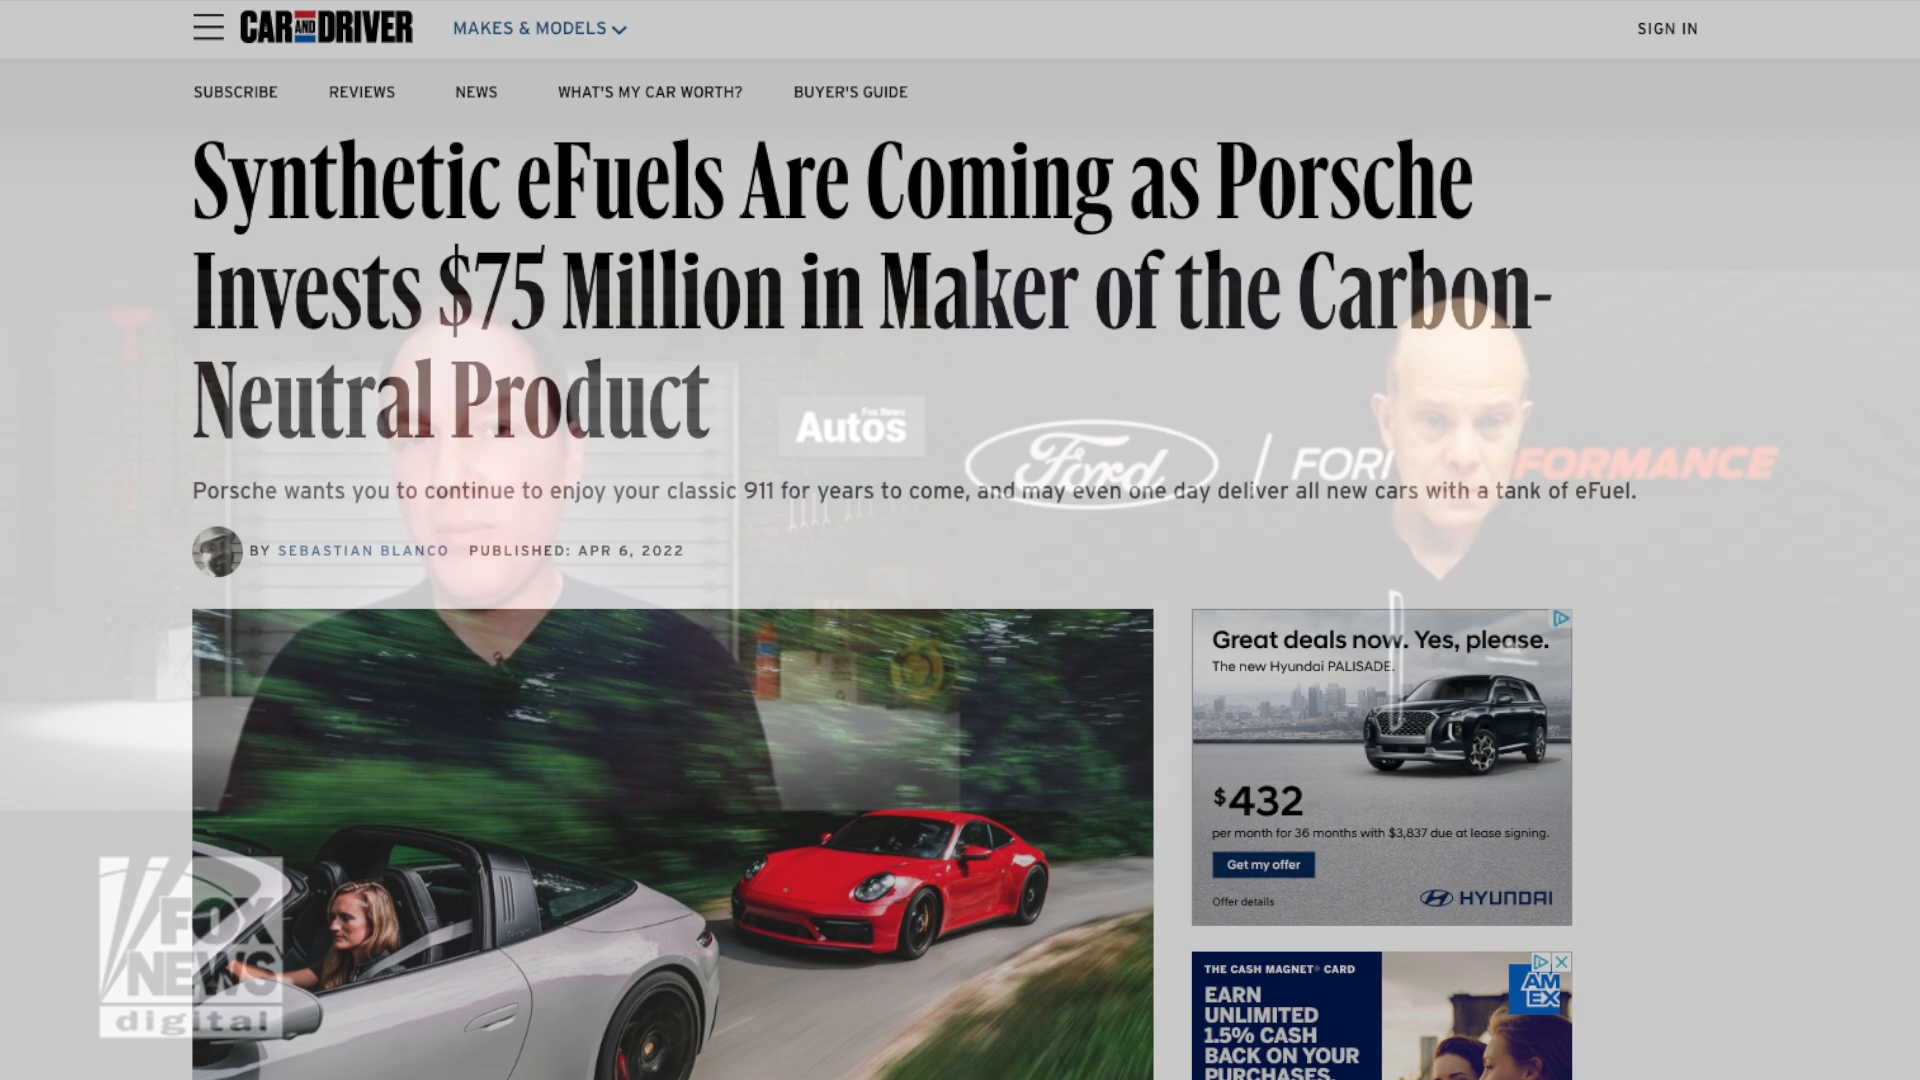 CAR AND DRIVER
MAKES & MODELS
SIGN IN
SUBSCRIBE
REVIEWS
NEWS
WHAT'S MY CAR WORTH?
BUYER'S GUIDE
Synthetic eFuels Are Coming as Porsche
Invests $75 Million in Maker of the Carbon-
Neutral Product
Fox News
Autos
Ford
FORMANCE
Porsche wants you to continue to enjoy your classic 911 for years to come, and may even one day deliver all new cars with a tank of eFuel.
BY SEBASTIAN BLANCO PUBLISHED: APR 6, 2022
Great deals now. Yes, please.
The new Hyundai PALISADE.
$432
per month for 36 months with $3,837 due at lease signing.
Get my offer
Offer details
HYUNDAI
FOX
NEWS
digital
THE CASH MAGNET® CARD
EARN
UNLIMITED
1.5% CASH
BACK ON YOUR
PURCHASES.
AM
EX